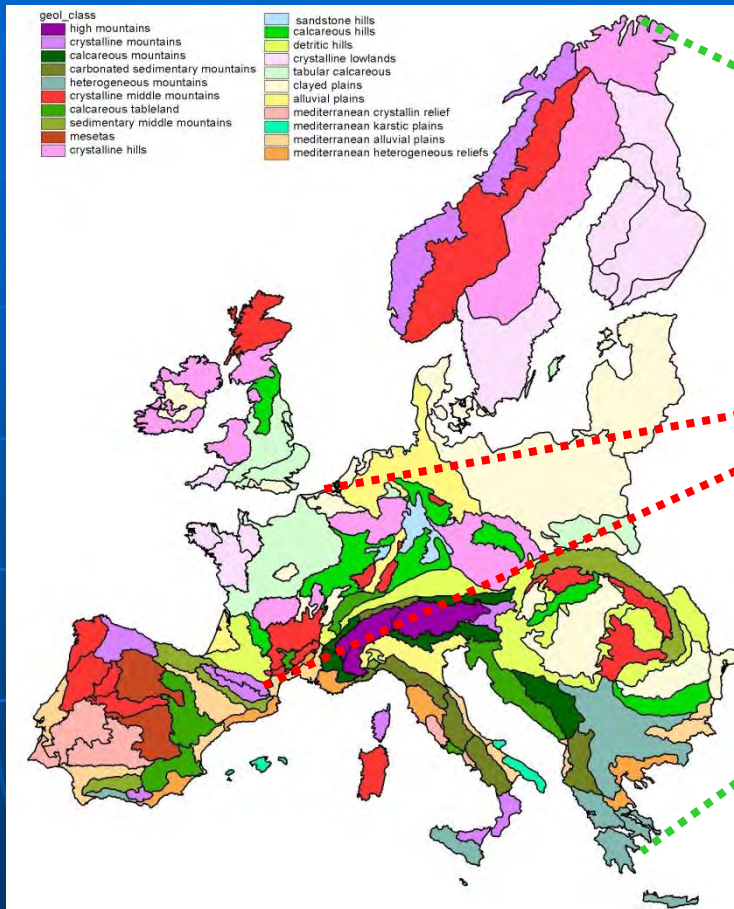 geol_class
high mountains
crystalline mountains
calcareous mountains
carbonated sedimentary mountains
heterogeneous mountains
crystalline middle mountains
calcareous tableland
sedimentary middle mountains
mesetas
crystalline hills
sandstone hills
calcareous hills
detritic hills
crystalline lowlands
tabular calcareous
clayed plains
alluvial plains
mediterranean crystallin relief
mediterranean karstic plains
mediterranean alluvial plains
mediterranean heterogeneous reliefs